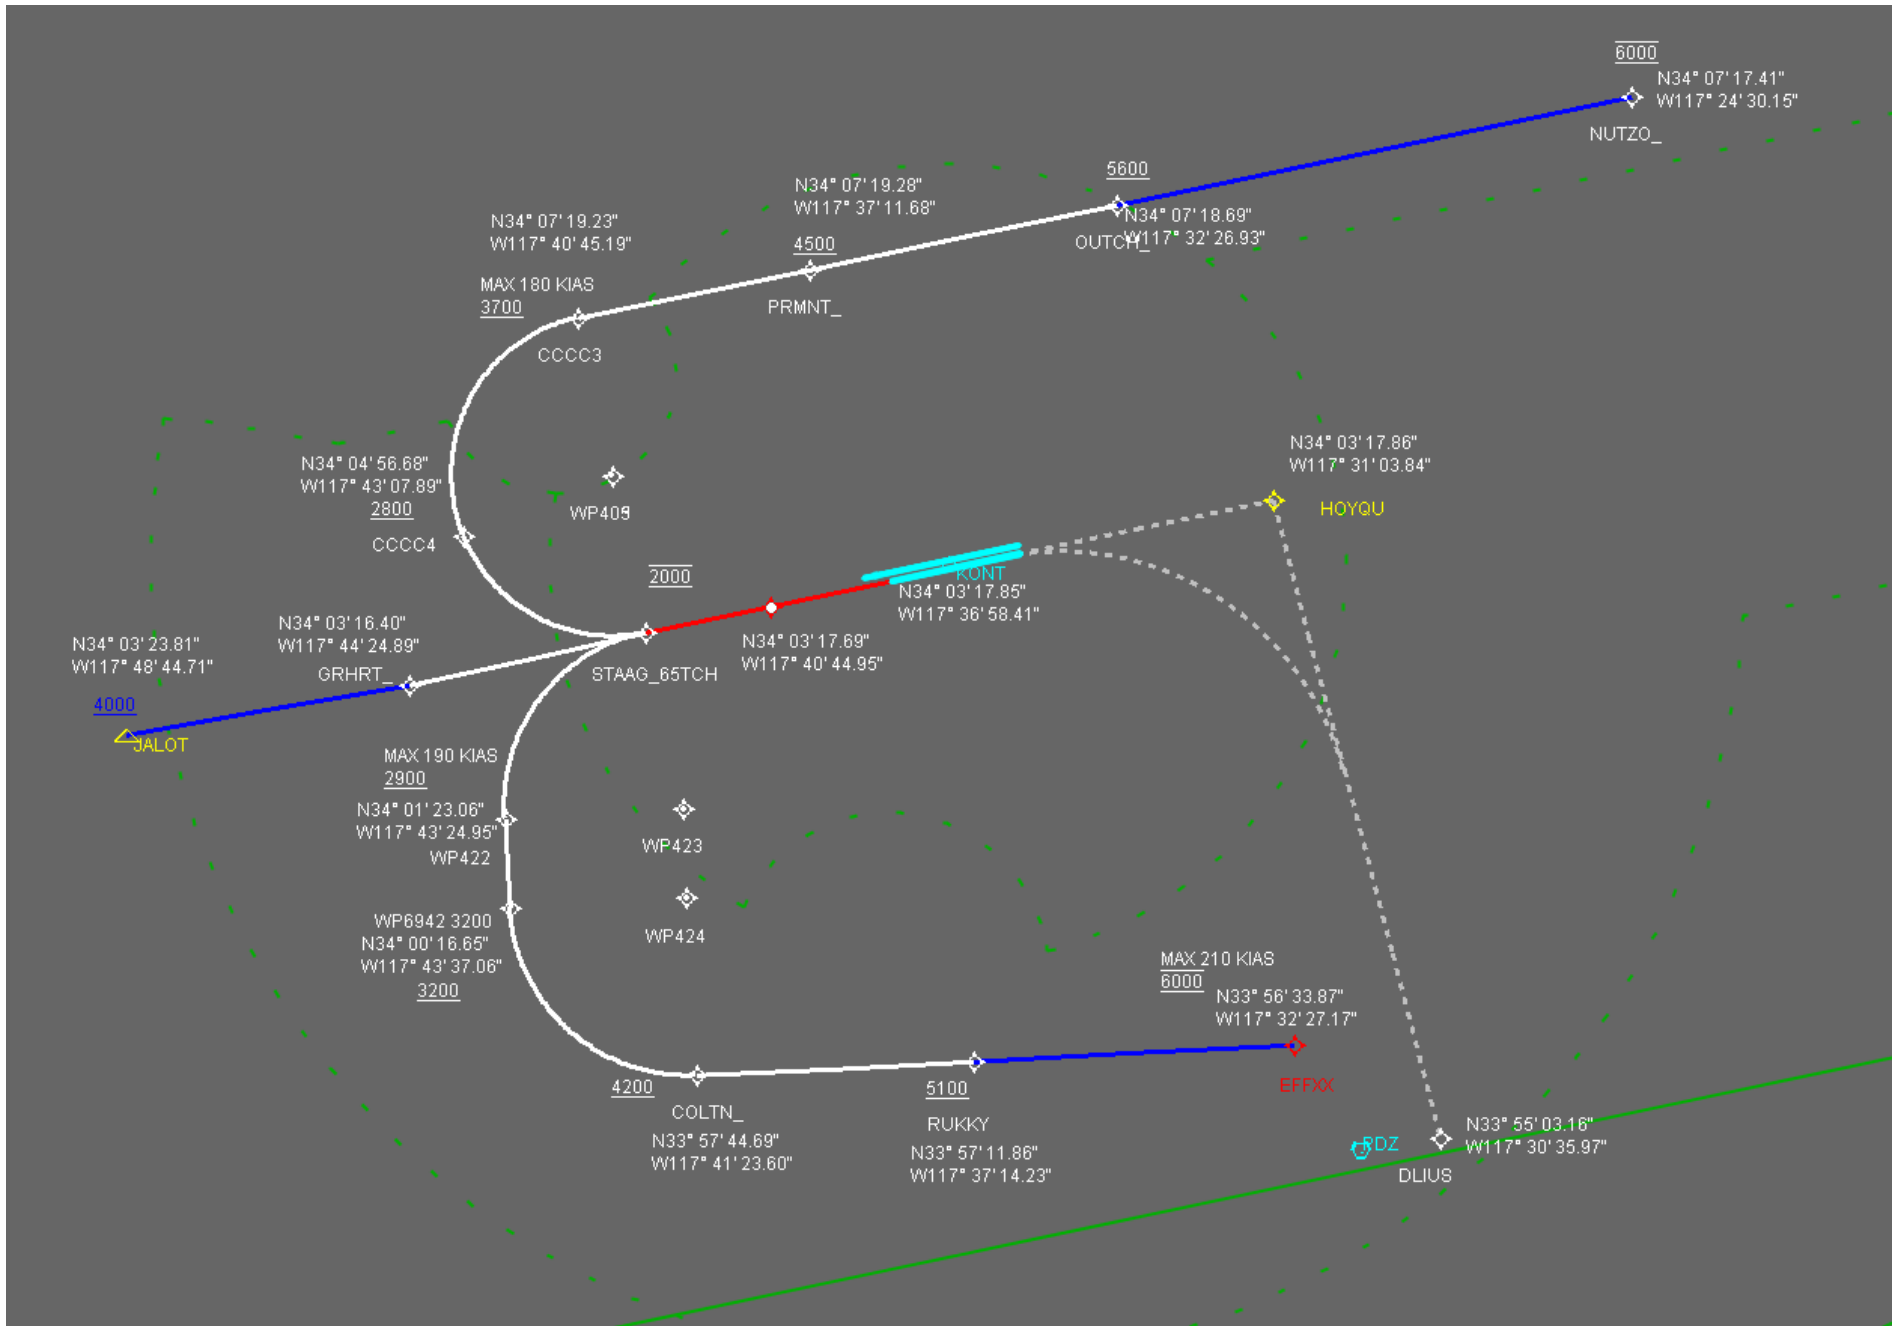 6000
N34° 07' 17.41"
W117° 24' 30.15"
NUTZO_
5600
N34° 07' 18.69"
W117° 32' 26.93"
OUTCH_
N34° 07' 19.28"
W117° 37' 11.68"
4500
PRMNT_
N34° 07' 19.23"
W117° 40' 45.19"
MAX 180 KIAS
3700
CCCC3
N34° 04' 56.68"
W117° 43' 07.89"
2800
CCCC4
N34° 03' 17.86"
W117° 31' 03.84"
HOYQU
2000
KONT
N34° 03' 17.85"
W117° 36' 58.41"
N34° 03' 16.40"
W117° 44' 24.89"
GRHRT_
N34° 03' 23.81"
W117° 48' 44.71"
4000
JALOT
STAAG_65TCH
N34° 03' 17.69"
W117° 40' 44.95"
MAX 190 KIAS
2900
N34° 01' 23.06"
W117° 43' 24.95"
WP422
WP423
WP6942 3200
N34° 00' 16.65"
W117° 43' 37.06"
3200
WP424
MAX 210 KIAS
6000
N33° 56' 33.87"
W117° 32' 27.17"
EFFXX
4200
COLTN_
N33° 57' 44.69"
W117° 41' 23.60"
5100
RUKKY
N33° 57' 11.86"
W117° 37' 14.23"
PDZ
N33° 55' 03.16"
W117° 30' 35.97"
DLIUS